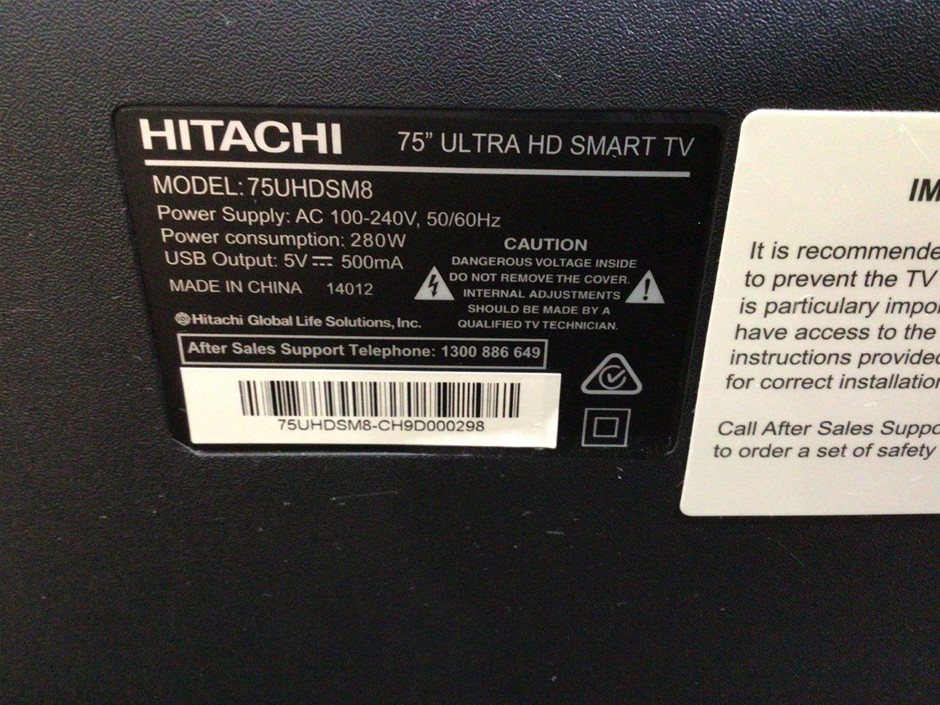 HITACHI 75” ULTRA HD SMART TV
MODEL: 75UHDSM8
Power Supply: AC 100-240V, 50/60Hz
Power consumption: 280W
USB Output: 5V ⎓ 500mA
MADE IN CHINA 14012
Hitachi Global Life Solutions, Inc.
CAUTION
DANGEROUS VOLTAGE INSIDE
DO NOT REMOVE THE COVER.
INTERNAL ADJUSTMENTS
SHOULD BE MADE BY A
QUALIFIED TV TECHNICIAN.
After Sales Support Telephone: 1300 886 649
75UHDSM8-CH9D000298
IM
It is recommende
to prevent the TV
is particulary impo
have access to the
instructions provided
for correct installation
Call After Sales Suppo
to order a set of safety